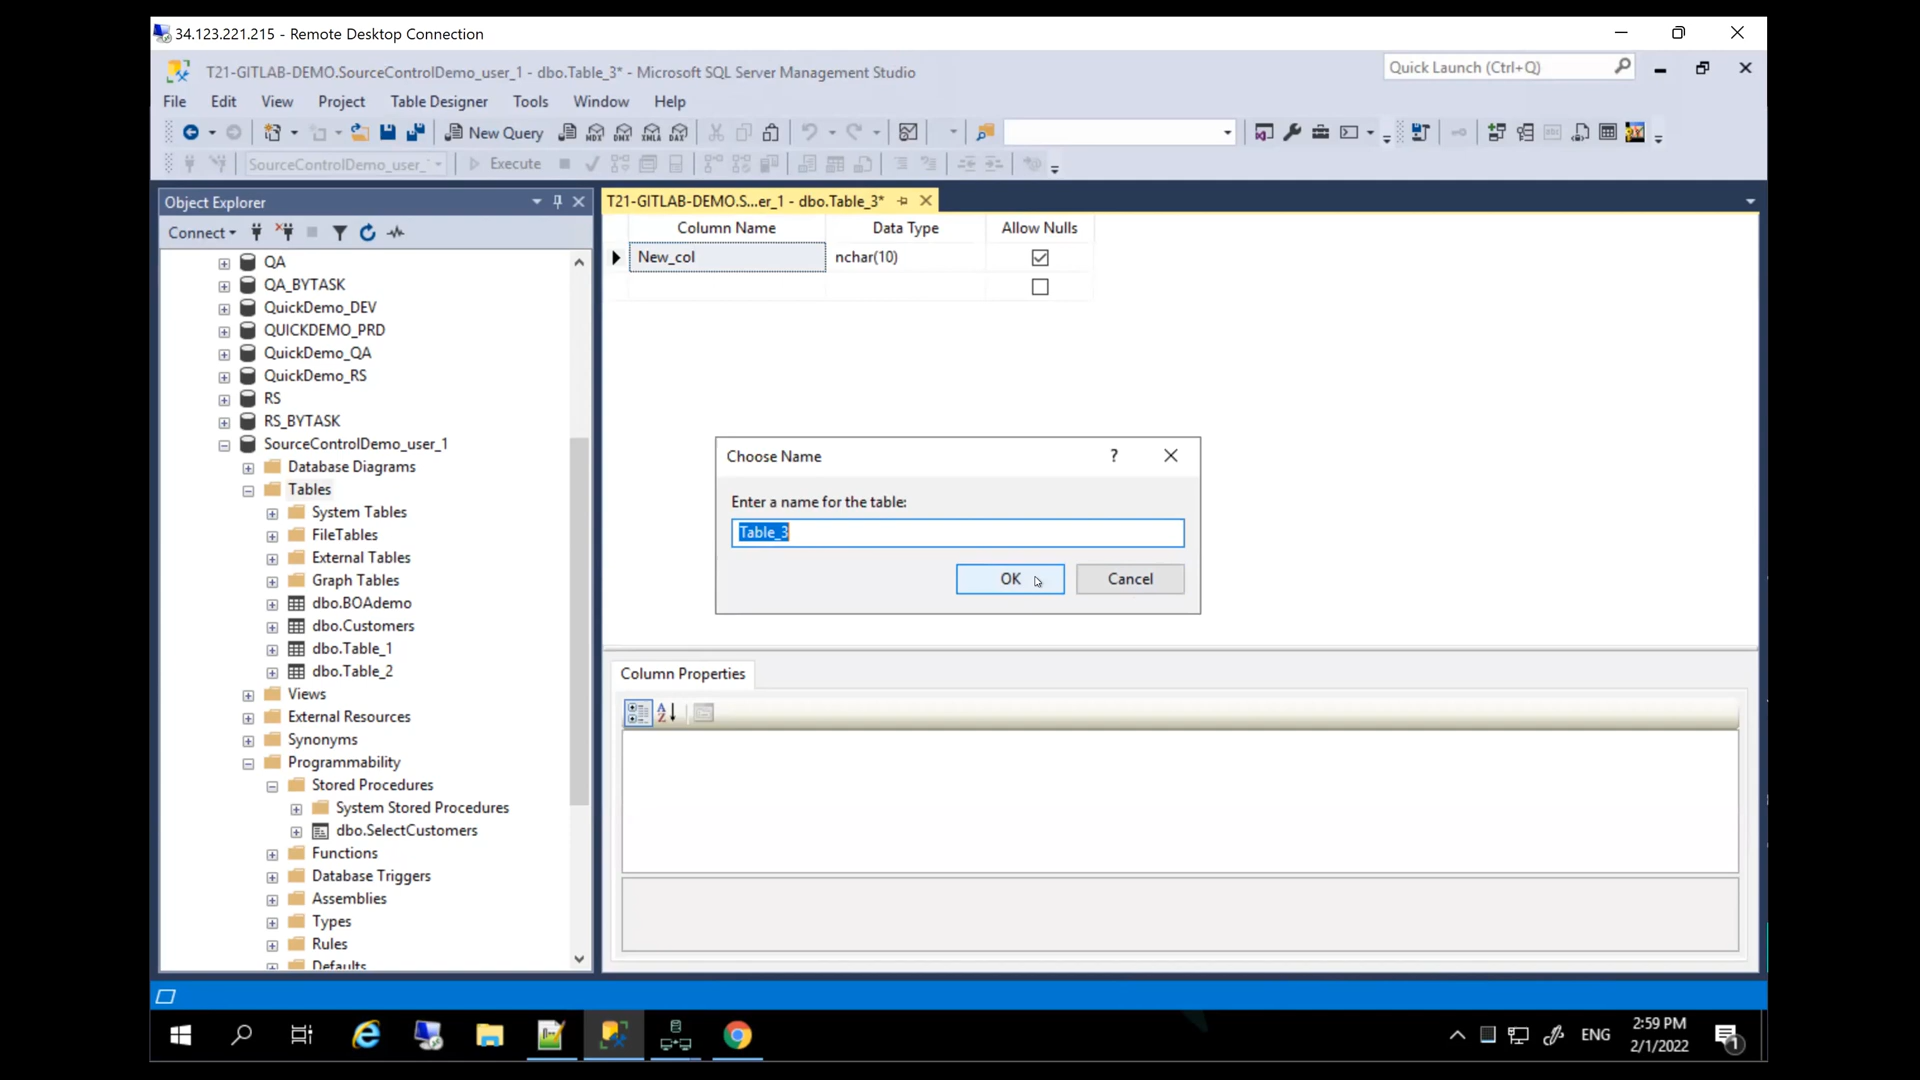 34.123.221.215 - Remote Desktop Connection
T21-GITLAB-DEMO.SourceControlDemo_user_1 - dbo.Table_3* - Microsoft SQL Server Management Studio
Quick Launch (Ctrl+Q)
File Edit View Project Table Designer Tools Window Help
New Query MDX DMX XMLA DAX
SourceControlDemo_user_1 Execute
Object Explorer
T21-GITLAB-DEMO.S...er_1 - dbo.Table_3*
Connect
Column Name Data Type Allow Nulls
New_col nchar(10)
QA
QA_BYTASK
QuickDemo_DEV
QUICKDEMO_PRD
QuickDemo_QA
QuickDemo_RS
RS
RS_BYTASK
SourceControlDemo_user_1
Database Diagrams
Tables
System Tables
FileTables
External Tables
Graph Tables
dbo.BOAdemo
dbo.Customers
dbo.Table_1
dbo.Table_2
Views
External Resources
Synonyms
Programmability
Stored Procedures
System Stored Procedures
dbo.SelectCustomers
Functions
Database Triggers
Assemblies
Types
Rules
Defaults
Choose Name ?
Enter a name for the table:
Table_3
OK Cancel
Column Properties
ENG
2:59 PM
2/1/2022
1